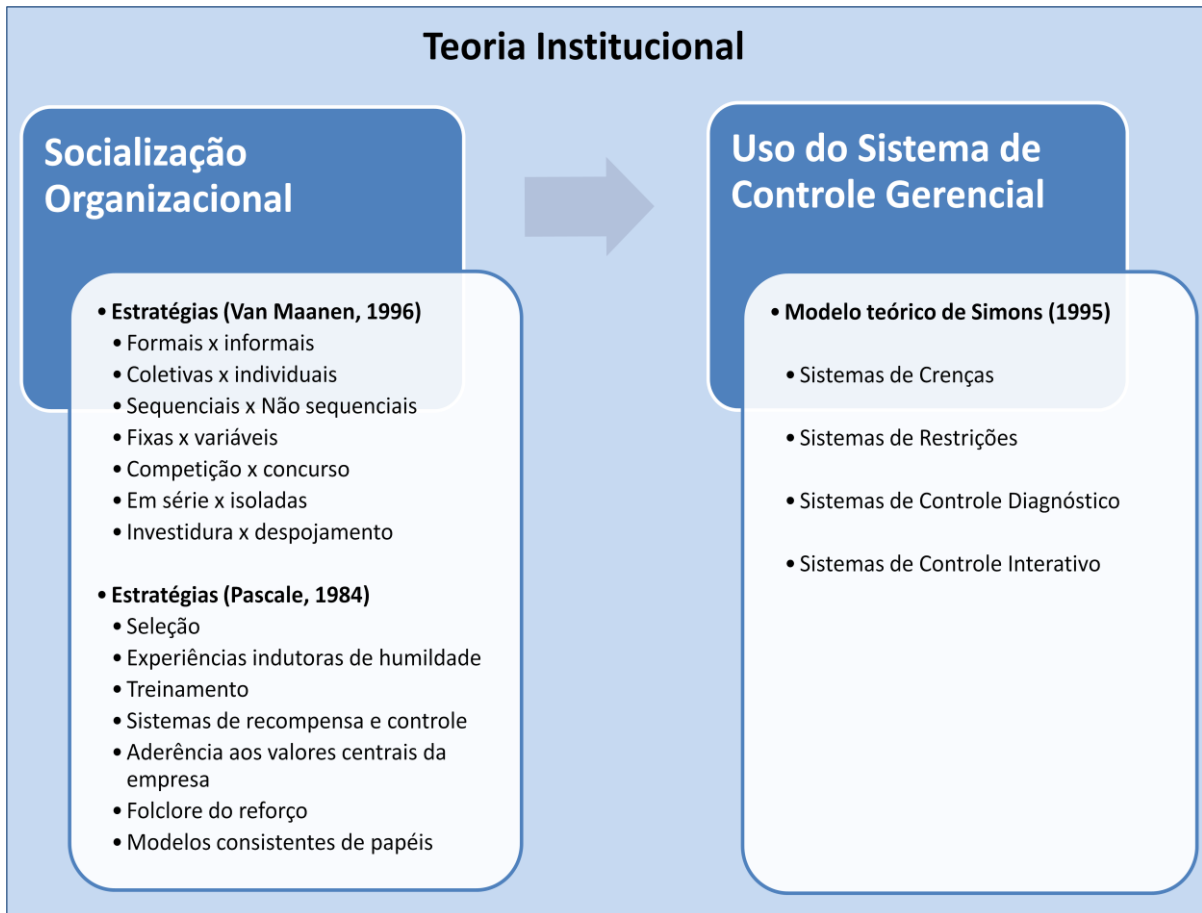 Teoria Institucional
Socialização
Organizacional
• Estratégias (Van Maanen, 1996)
• Formais x informais
• Coletivas x individuais
• Sequenciais x Não sequenciais
• Fixas x variáveis
• Competição x concurso
• Em série x isoladas
• Investidura x despojamento
• Estratégias (Pascale, 1984)
• Seleção
• Experiências indutoras de humildade
• Treinamento
• Sistemas de recompensa e controle
• Aderência aos valores centrais da
empresa
• Folclore do reforço
• Modelos consistentes de papéis
Uso do Sistema de
Controle Gerencial
• Modelo teórico de Simons (1995)
• Sistemas de Crenças
• Sistemas de Restrições
• Sistemas de Controle Diagnóstico
• Sistemas de Controle Interativo